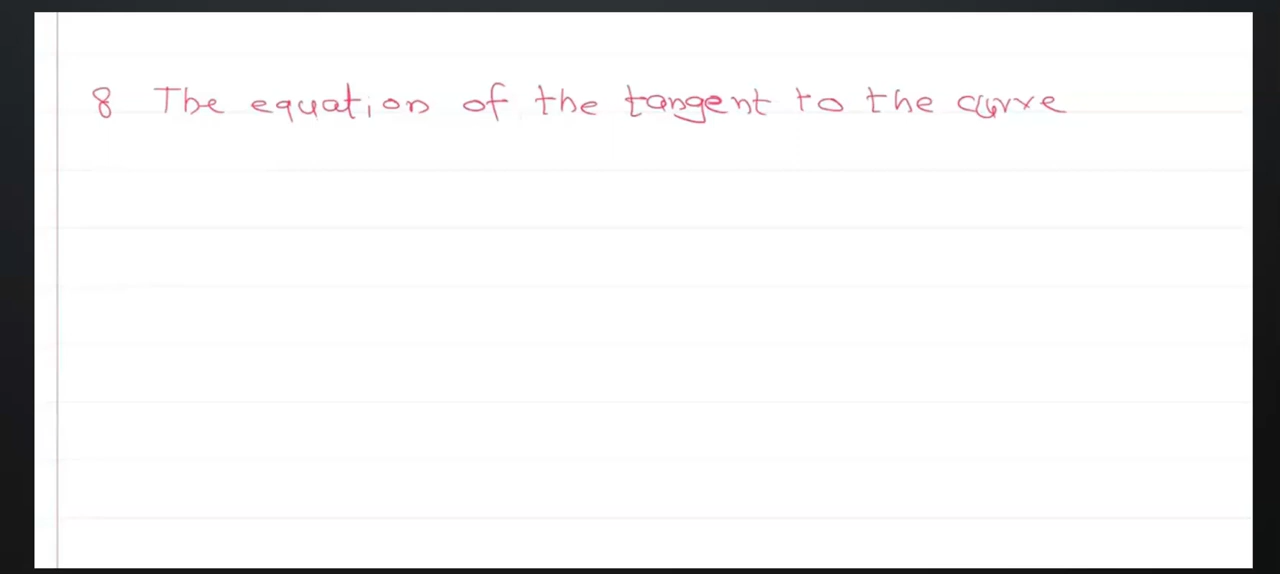 8 The equation of the tangent to the curve